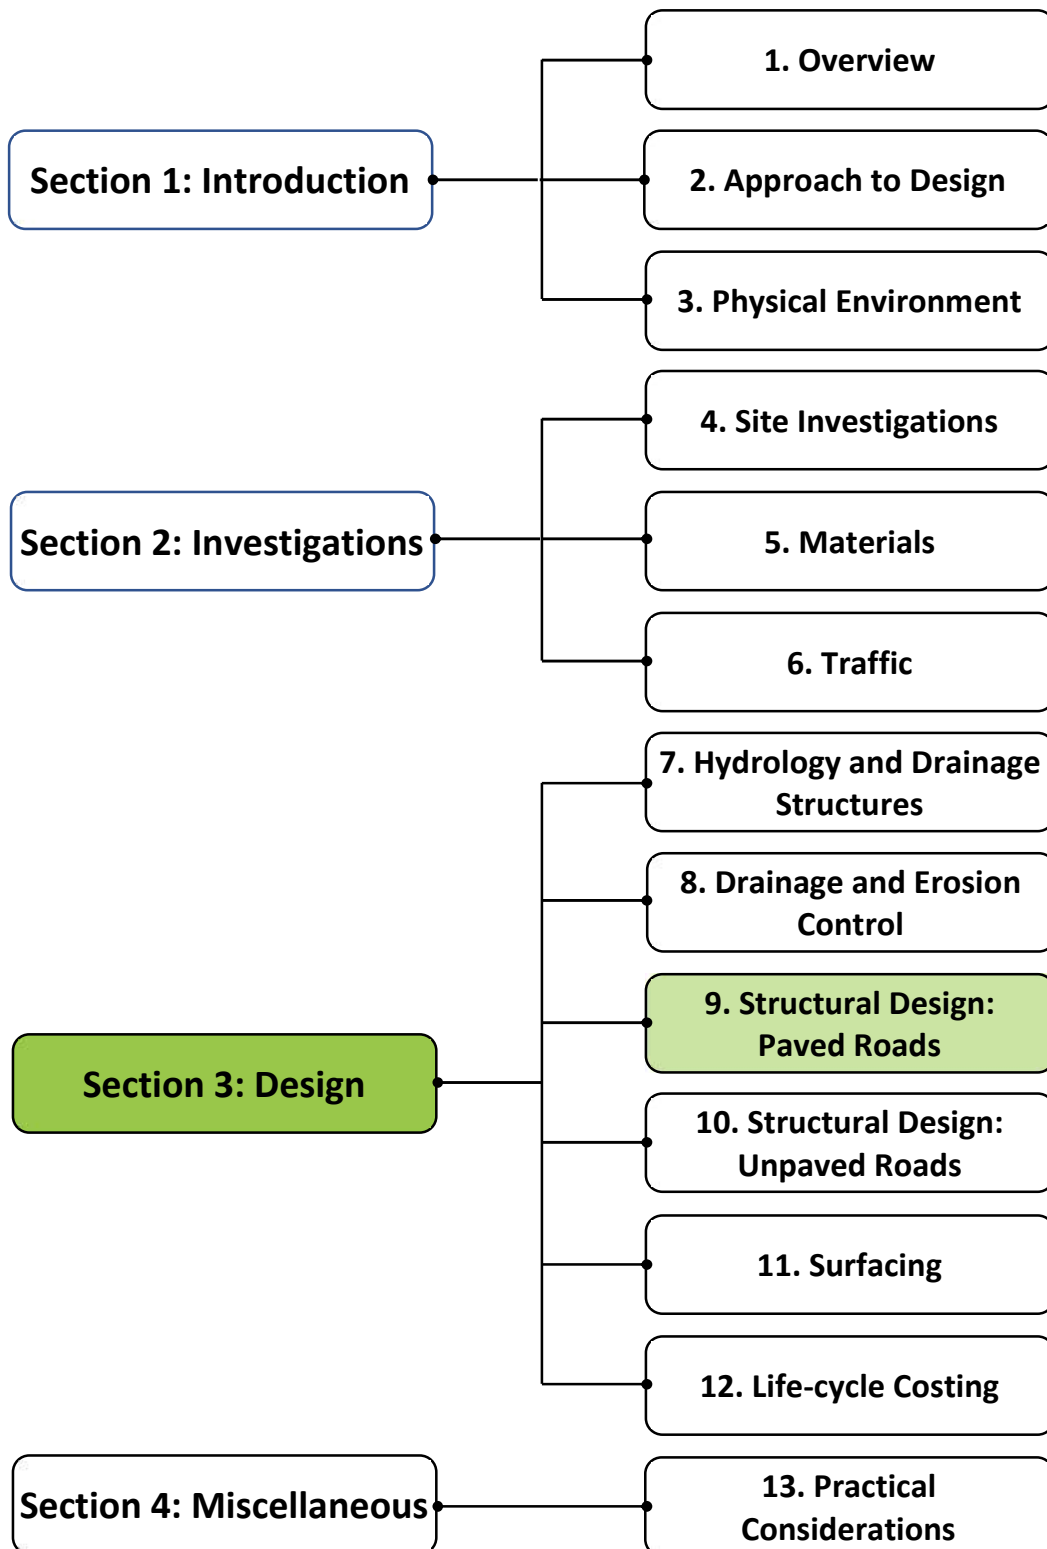 Section 1: Introduction
1. Overview
2. Approach to Design
3. Physical Environment
Section 2: Investigations
4. Site Investigations
5. Materials
6. Traffic
Section 3: Design
7. Hydrology and Drainage
Structures
8. Drainage and Erosion
Control
9. Structural Design:
Paved Roads
10. Structural Design:
Unpaved Roads
11. Surfacing
12. Life-cycle Costing
Section 4: Miscellaneous
13. Practical
Considerations